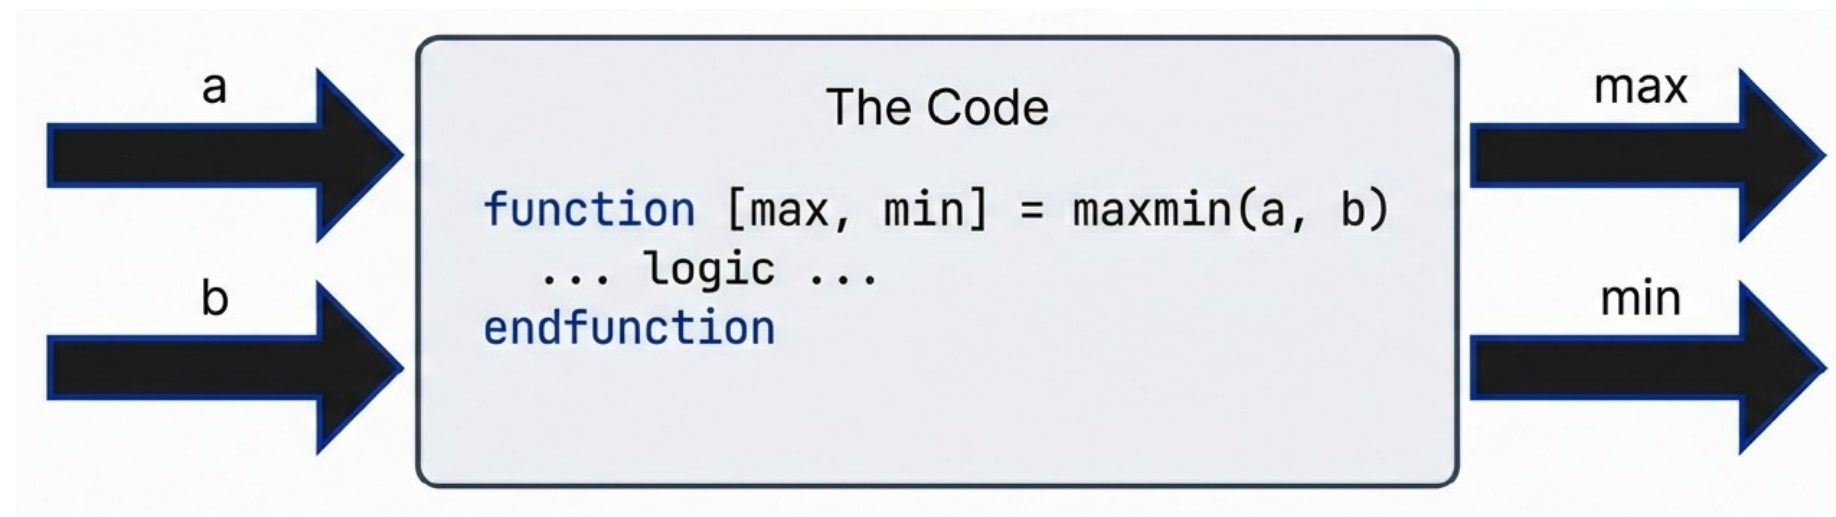 a
b
The Code
function [max, min] = maxmin(a, b)
... logic ...
endfunction
max
min